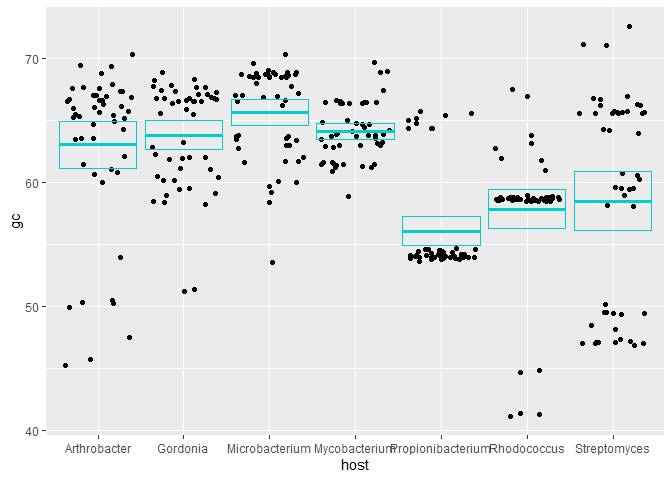 70
60
50
40
gc
Arthrobacter Gordonia Microbacterium Mycobacterium Propionibacterium Rhodococcus Streptomyces
host